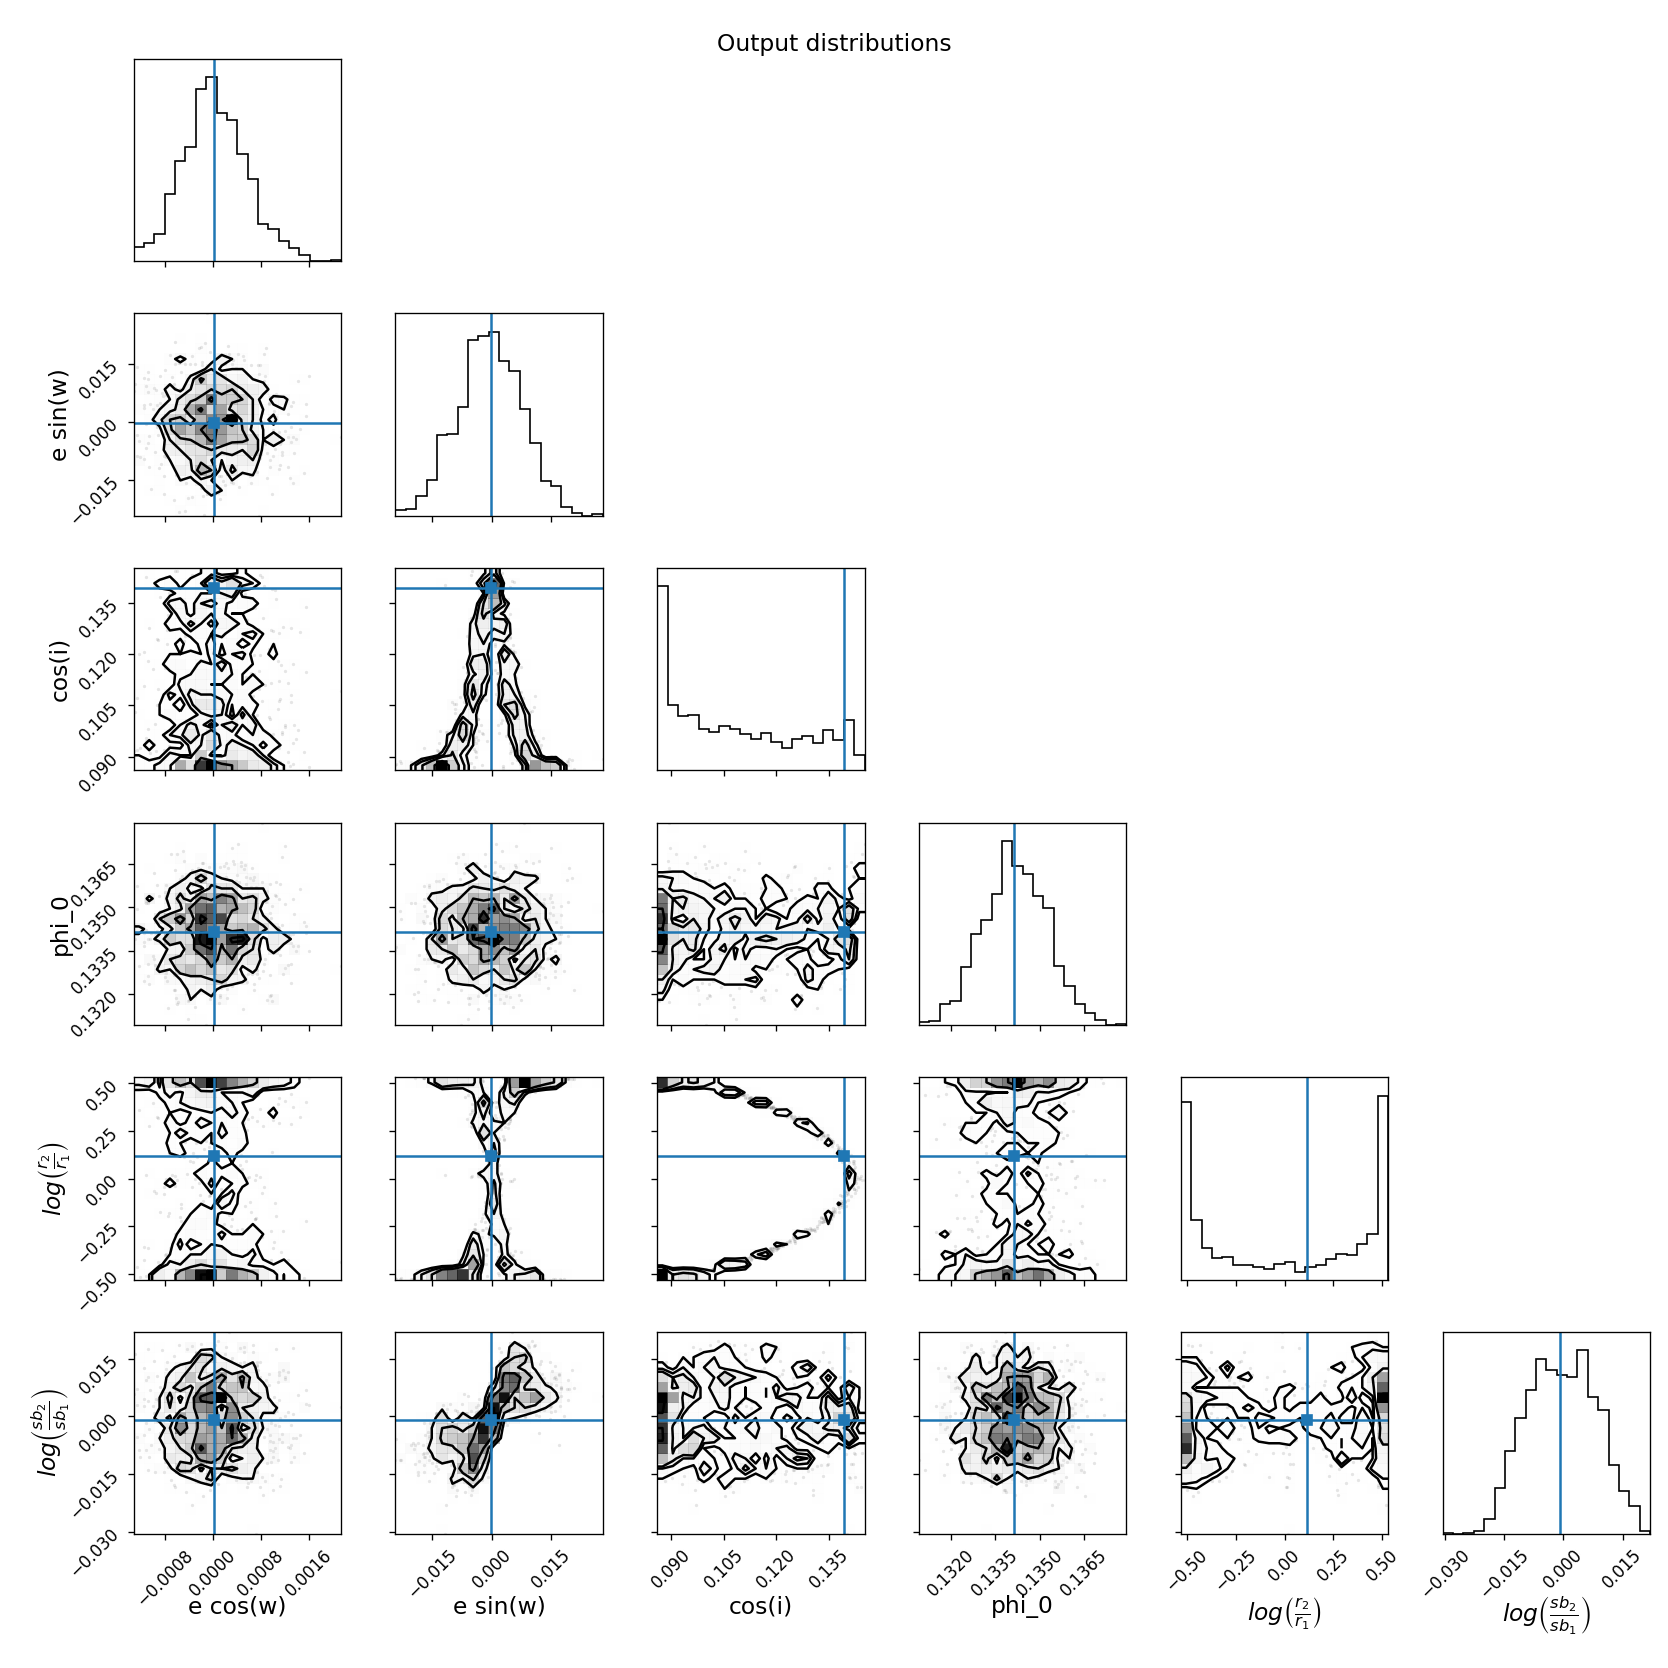 Output distributions
e sin(w)
0.015
0.000
−0.015
cos(i)
0.135
0.120
0.105
0.090
phi_0
0.1365
0.1350
0.1335
0.1320
log(r₂/r₁)
0.50
0.25
0.00
−0.25
−0.50
log(sb₂/sb₁)
0.015
0.000
−0.015
−0.030
−0.0008 0.0000 0.0008 0.0016
−0.015 0.000 0.015
0.090 0.105 0.120 0.135
0.1320 0.1335 0.1350 0.1365
−0.50 −0.25 0.00 0.25 0.50
−0.030 −0.015 0.000 0.015
e cos(w)
e sin(w)
cos(i)
phi_0
log(r₂/r₁)
log(sb₂/sb₁)